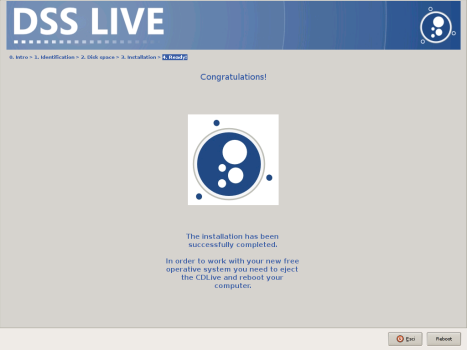 DSS LIVE
0. Intro > 1. Identification > 2. Disk space > 3. Installation > 4. Ready!
Congratulations!
The installation has been
successfully completed.
In order to work with your new free
operative system you need to eject
the CDLive and reboot your
computer.
Esci
Reboot